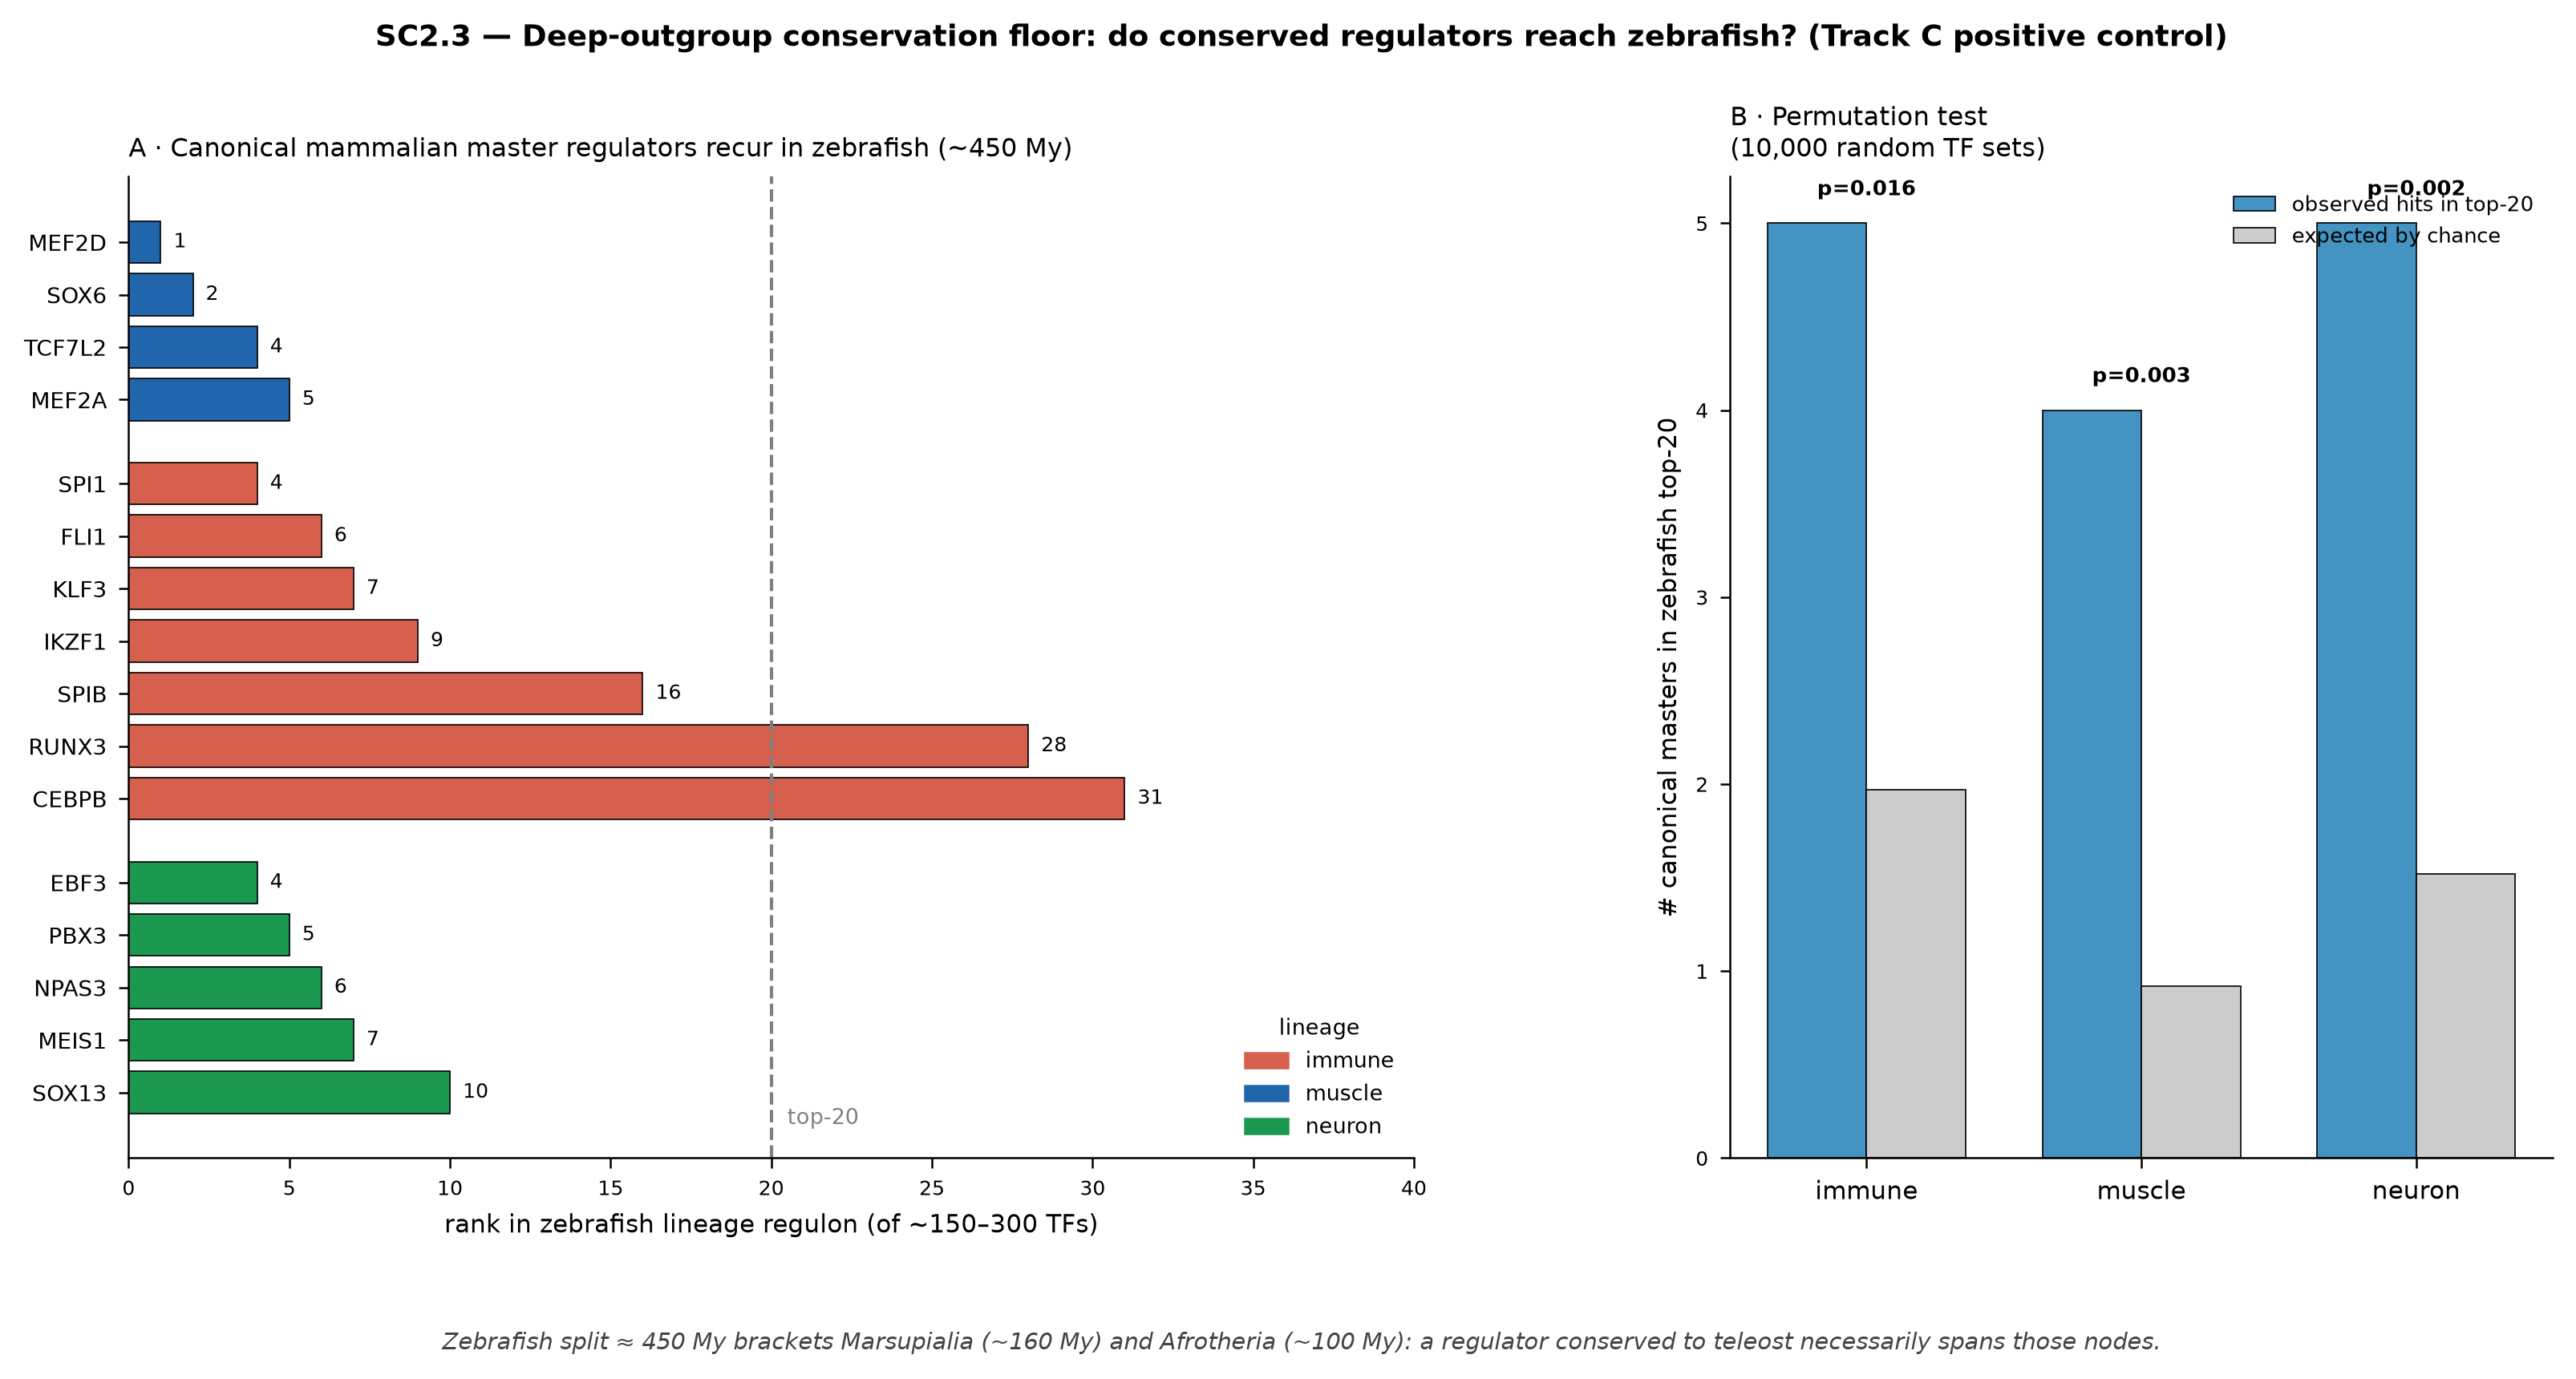 SC2.3 — Deep-outgroup conservation floor: do conserved regulators reach zebrafish? (Track C positive control)
A · Canonical mammalian master regulators recur in zebrafish (~450 My)
MEF2D
1
SOX6
2
TCF7L2
4
MEF2A
5
SPI1
4
FLI1
6
KLF3
7
IKZF1
9
SPIB
16
RUNX3
28
CEBPB
31
EBF3
4
PBX3
5
NPAS3
6
MEIS1
7
SOX13
10
top-20
lineage
immune
muscle
neuron
0 5 10 15 20 25 30 35 40
rank in zebrafish lineage regulon (of ~150–300 TFs)
B · Permutation test
(10,000 random TF sets)
p=0.016
p=0.003
p=0.002
observed hits in top-20
expected by chance
# canonical masters in zebrafish top-20
5
4
3
2
1
0
immune muscle neuron
Zebrafish split ≈ 450 My brackets Marsupialia (~160 My) and Afrotheria (~100 My): a regulator conserved to teleost necessarily spans those nodes.